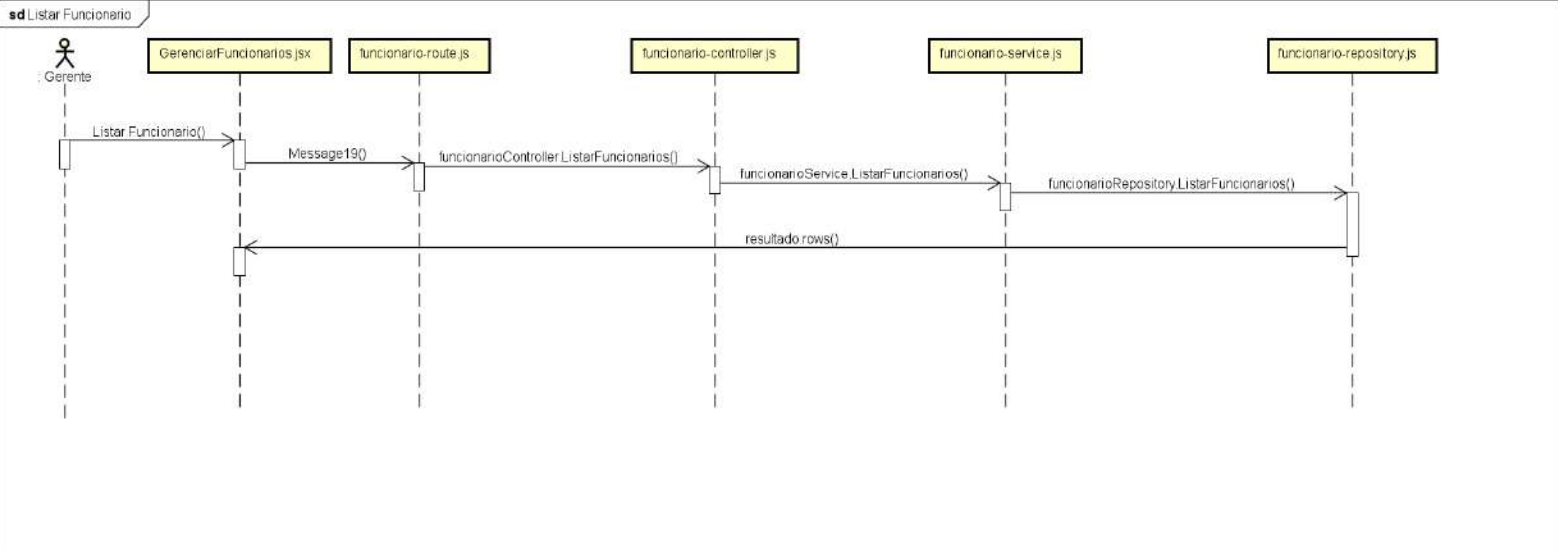 sd Listar Funcionario
: Gerente
GerenciarFuncionarios.jsx
funcionario-route.js
funcionario-controller.js
funcionario-service.js
funcionario-repository.js
Listar Funcionario()
Message19()
funcionarioController.ListarFuncionarios()
funcionarioService.ListarFuncionarios()
funcionarioRepository.ListarFuncionarios()
resultado.rows()